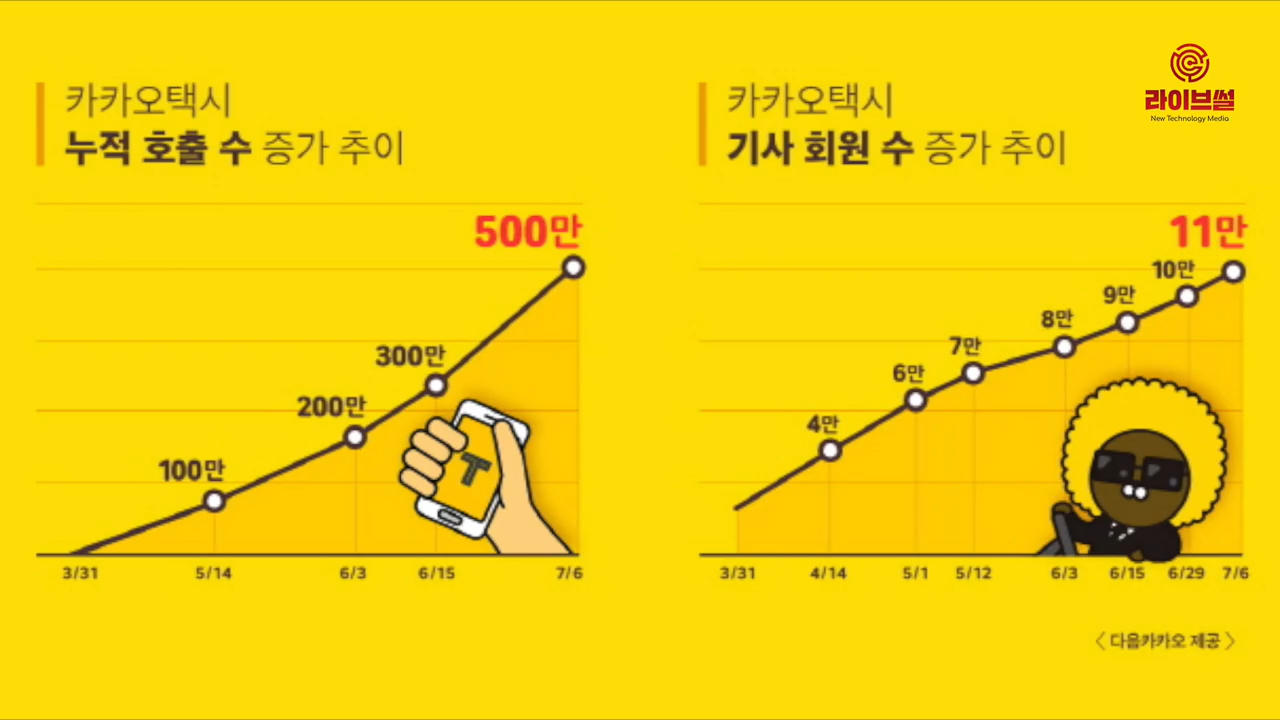 카카오택시
누적 호출 수 증가 추이
500만
300만
200만
100만
3/31 5/14 6/3 6/15 7/6
T
카카오택시
기사 회원 수 증가 추이
라이브썰
New Technology Media
11만
10만
9만
8만
7만
6만
4만
3/31 4/14 5/1 5/12 6/3 6/15 6/29 7/6
〈 다음카카오 제공 〉